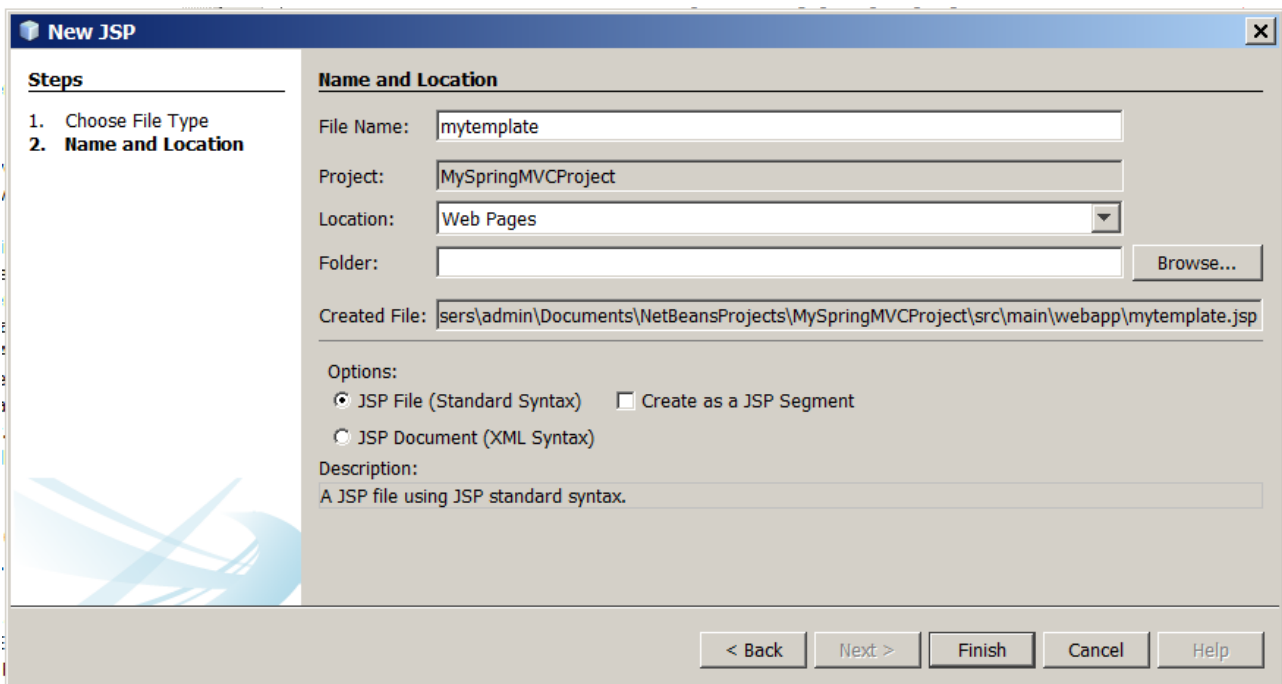 New JSP
Steps
1. Choose File Type
2. Name and Location
Name and Location
File Name: mytemplate
Project: MySpringMVCProject
Location: Web Pages
Folder: Browse...
Created File: sers\admin\Documents\NetBeansProjects\MySpringMVCProject\src\main\webapp\mytemplate.jsp
Options:
JSP File (Standard Syntax) Create as a JSP Segment
JSP Document (XML Syntax)
Description:
A JSP file using JSP standard syntax.
< Back Next > Finish Cancel Help